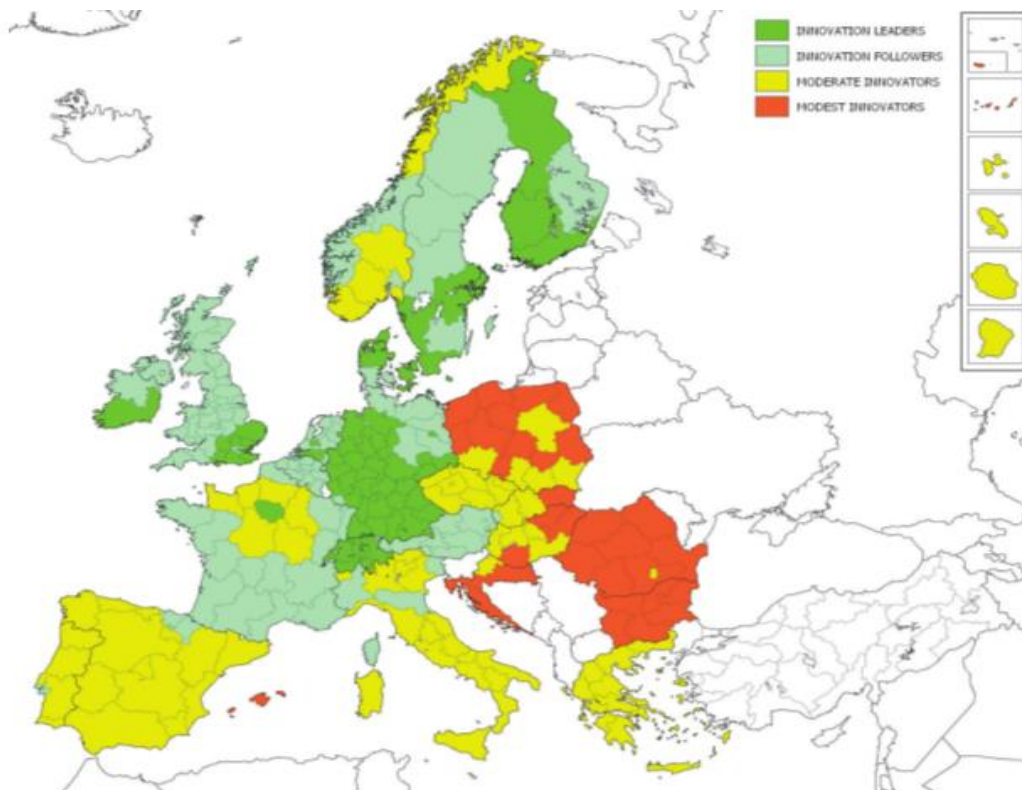 INNOVATION LEADERS
INNOVATION FOLLOWERS
MODERATE INNOVATORS
MODEST INNOVATORS